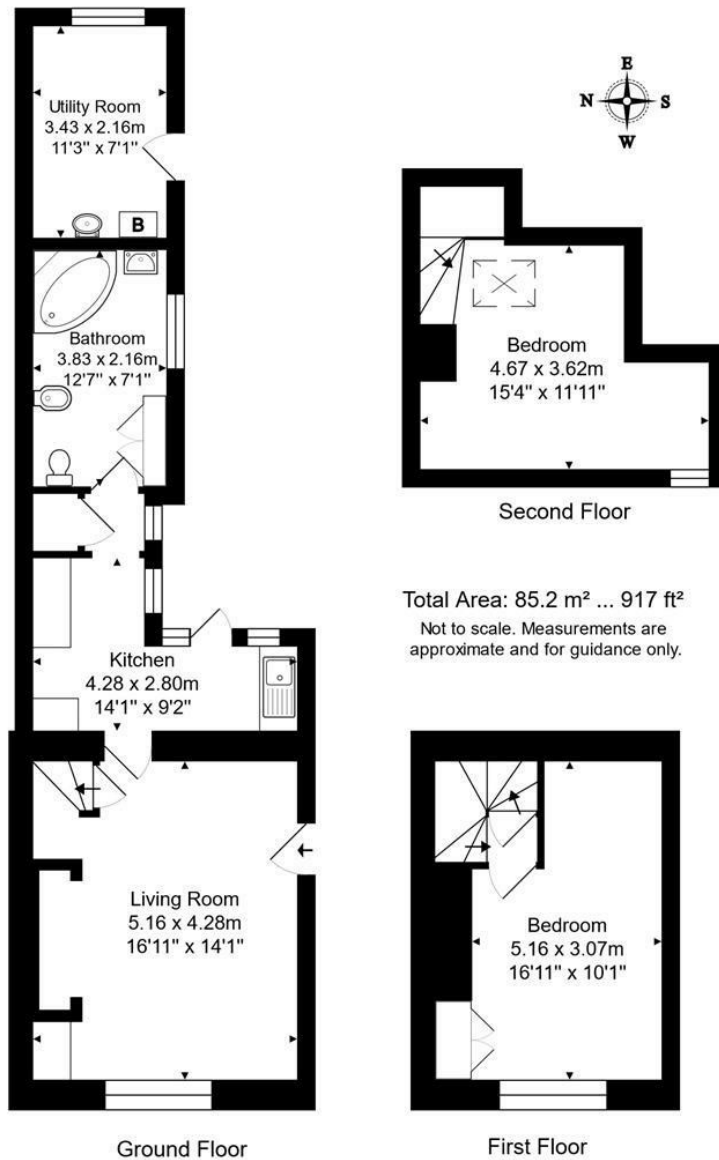 Utility Room
3.43 x 2.16m
11'3" x 7'1"
B
Bathroom
3.83 x 2.16m
12'7" x 7'1"
Kitchen
4.28 x 2.80m
14'1" x 9'2"
Living Room
5.16 x 4.28m
16'11" x 14'1"
Ground Floor
E
N S
W
Bedroom
4.67 x 3.62m
15'4" x 11'11"
Second Floor
Total Area: 85.2 m² ... 917 ft²
Not to scale. Measurements are
approximate and for guidance only.
Bedroom
5.16 x 3.07m
16'11" x 10'1"
First Floor